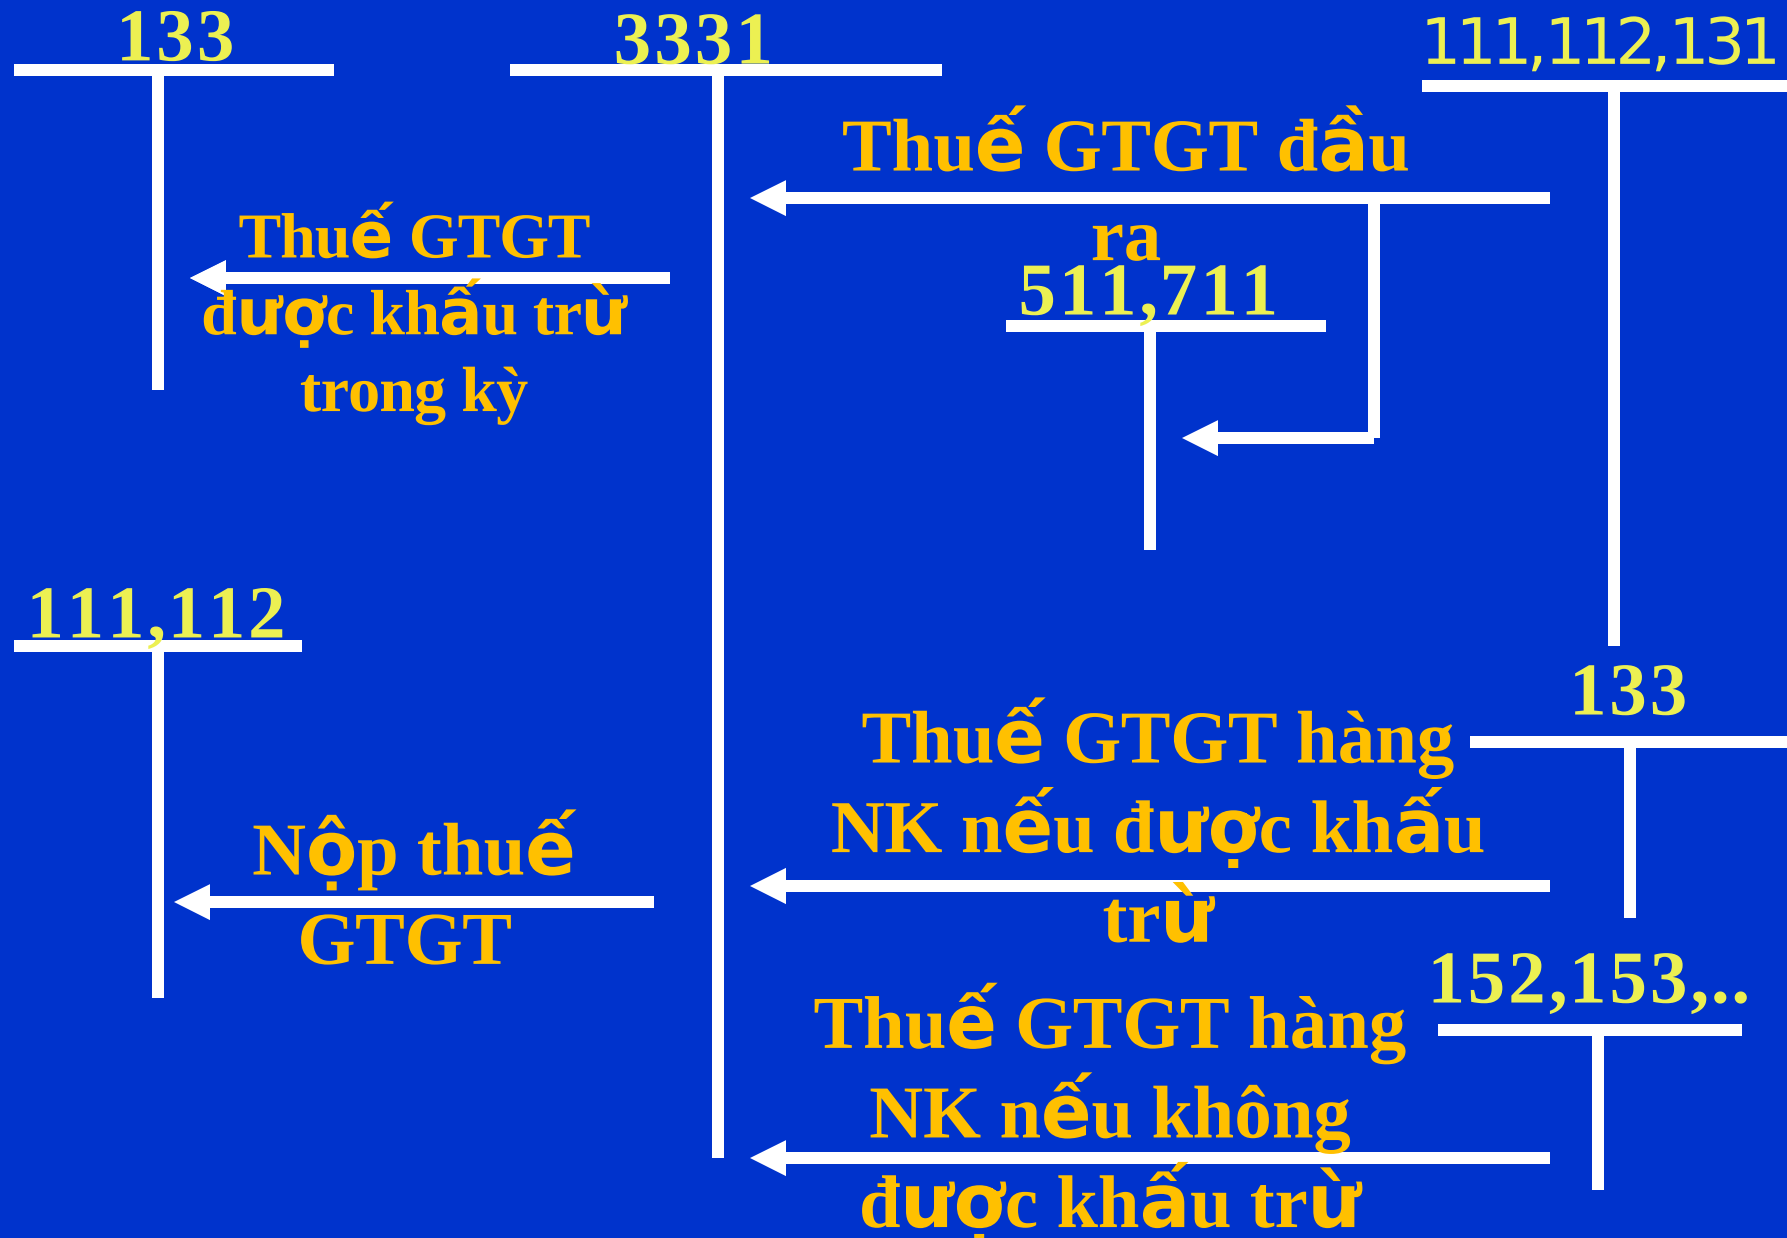 133
3331
111,112,131
Thuế GTGT đầu
ra
Thuế GTGT
được khấu trừ
trong kỳ
511,711
111,112
133
Thuế GTGT hàng
NK nếu được khấu
trừ
Nộp thuế
GTGT
152,153,..
Thuế GTGT hàng
NK nếu không
được khấu trừ